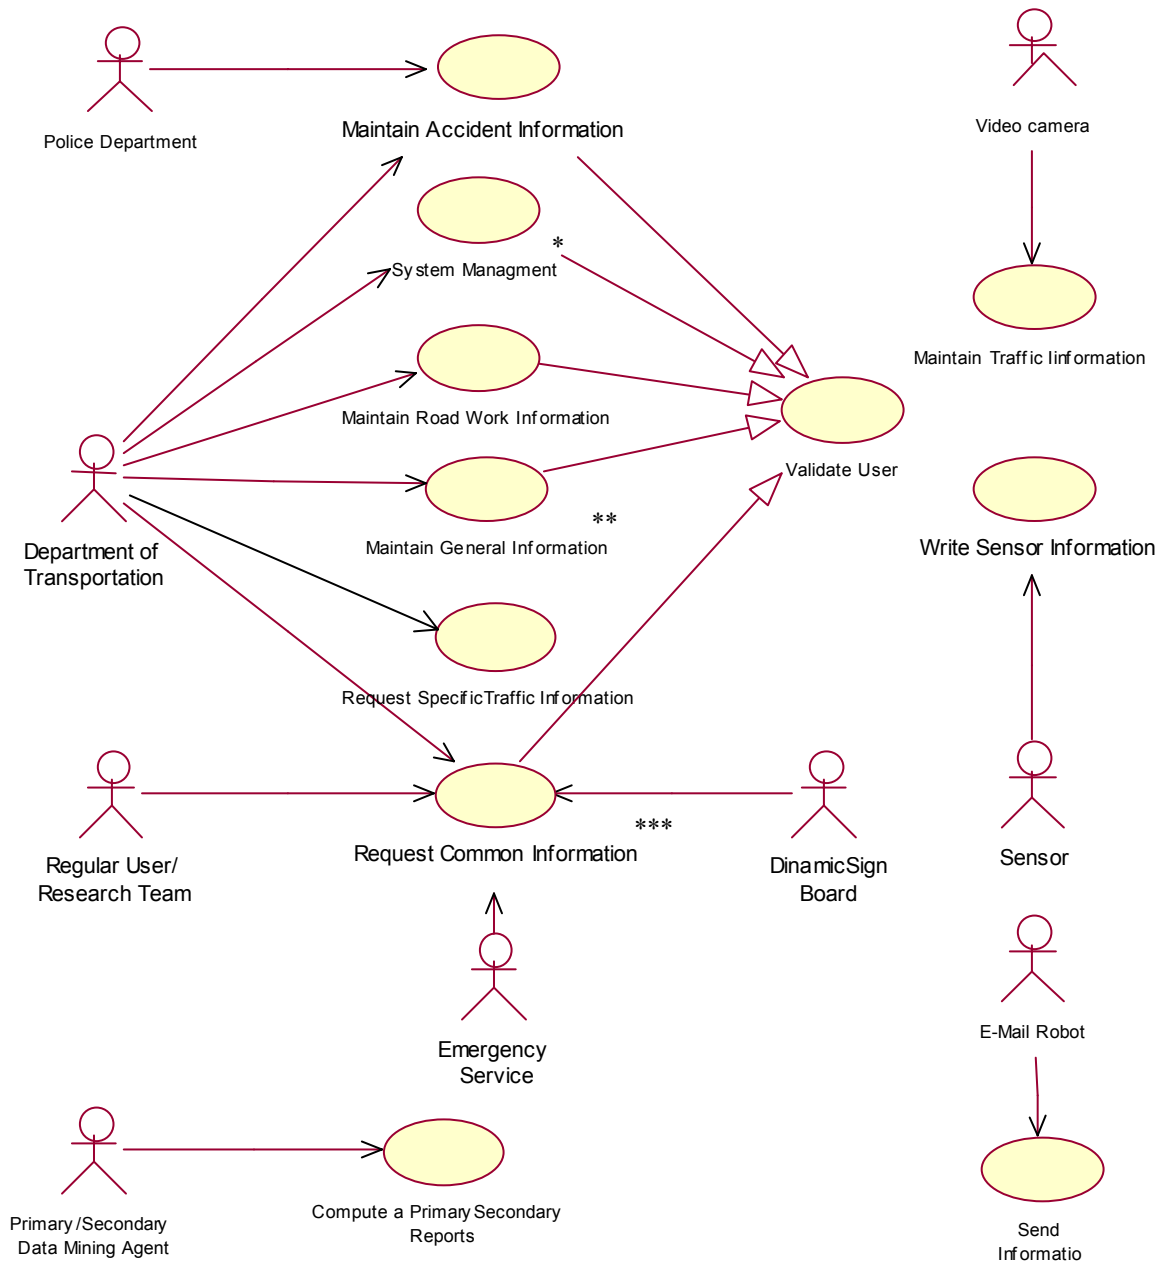 Police Department
Maintain Accident Information
Video camera
*
System Managment
Maintain Traffic Iinformation
Maintain Road Work Information
Validate User
**
Department of
Transportation
Maintain General Information
Write Sensor Information
Request SpecificTraffic Information
***
Regular User/
Research Team
Request Common Information
DinamicSign
Board
Sensor
E-Mail Robot
Emergency
Service
Primary/Secondary
Data Mining Agent
Compute a Primary Secondary
Reports
Send
Informatio